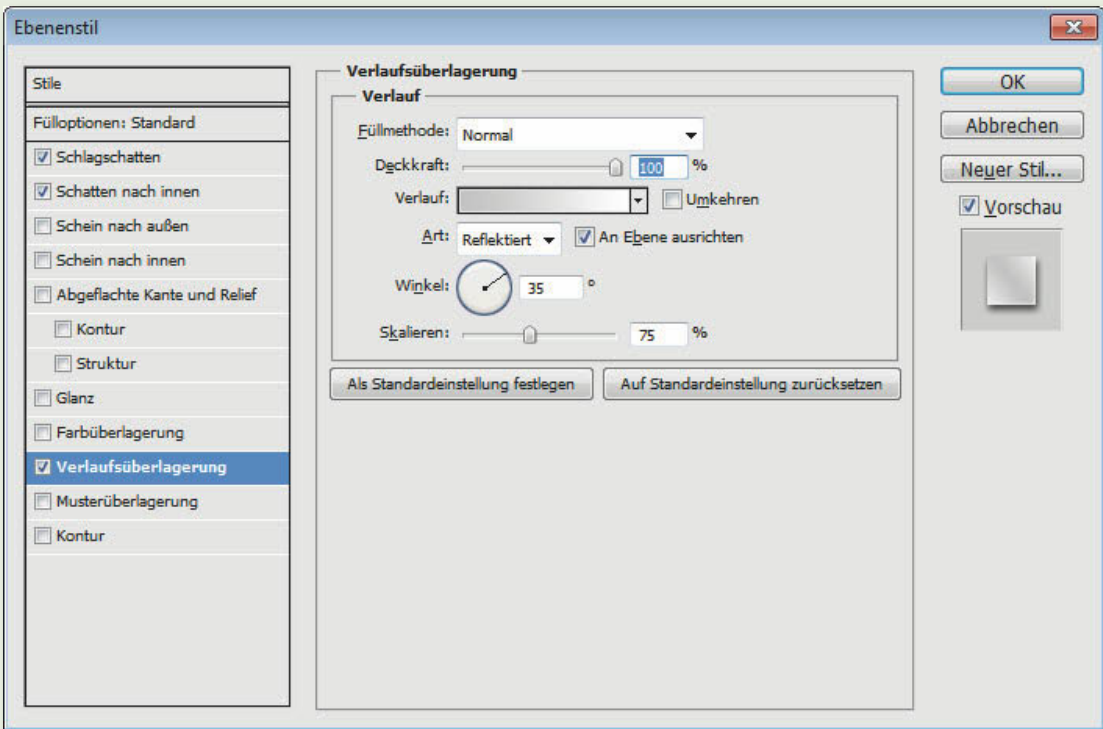 Ebenenstil
Stile
Fülloptionen: Standard
Schlagschatten
Schatten nach innen
Schein nach außen
Schein nach innen
Abgeflachte Kante und Relief
Kontur
Struktur
Glanz
Farbüberlagerung
Verlaufsüberlagerung
Musterüberlagerung
Kontur
Verlaufsüberlagerung
Verlauf
Füllmethode: Normal
Deckkraft: 100 %
Verlauf: Umkehren
Art: Reflektiert An Ebene ausrichten
Winkel: 35 °
Skalieren: 75 %
Als Standardeinstellung festlegen Auf Standardeinstellung zurücksetzen
OK
Abbrechen
Neuer Stil...
Vorschau